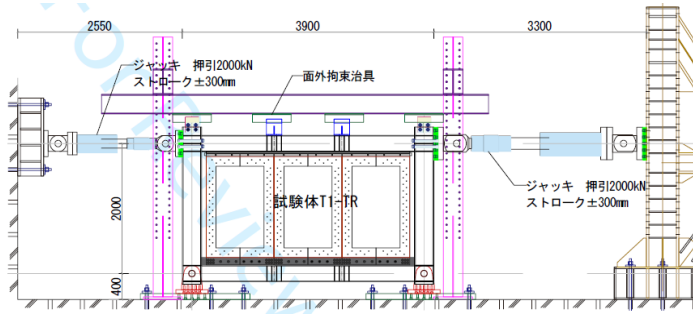 2550
3900
3300
ジャッキ 押引2000kN
ストローク±300mm
面外拘束治具
ジャッキ 押引2000kN
ストローク±300mm
試験体T1-TR
2000
400
For Review